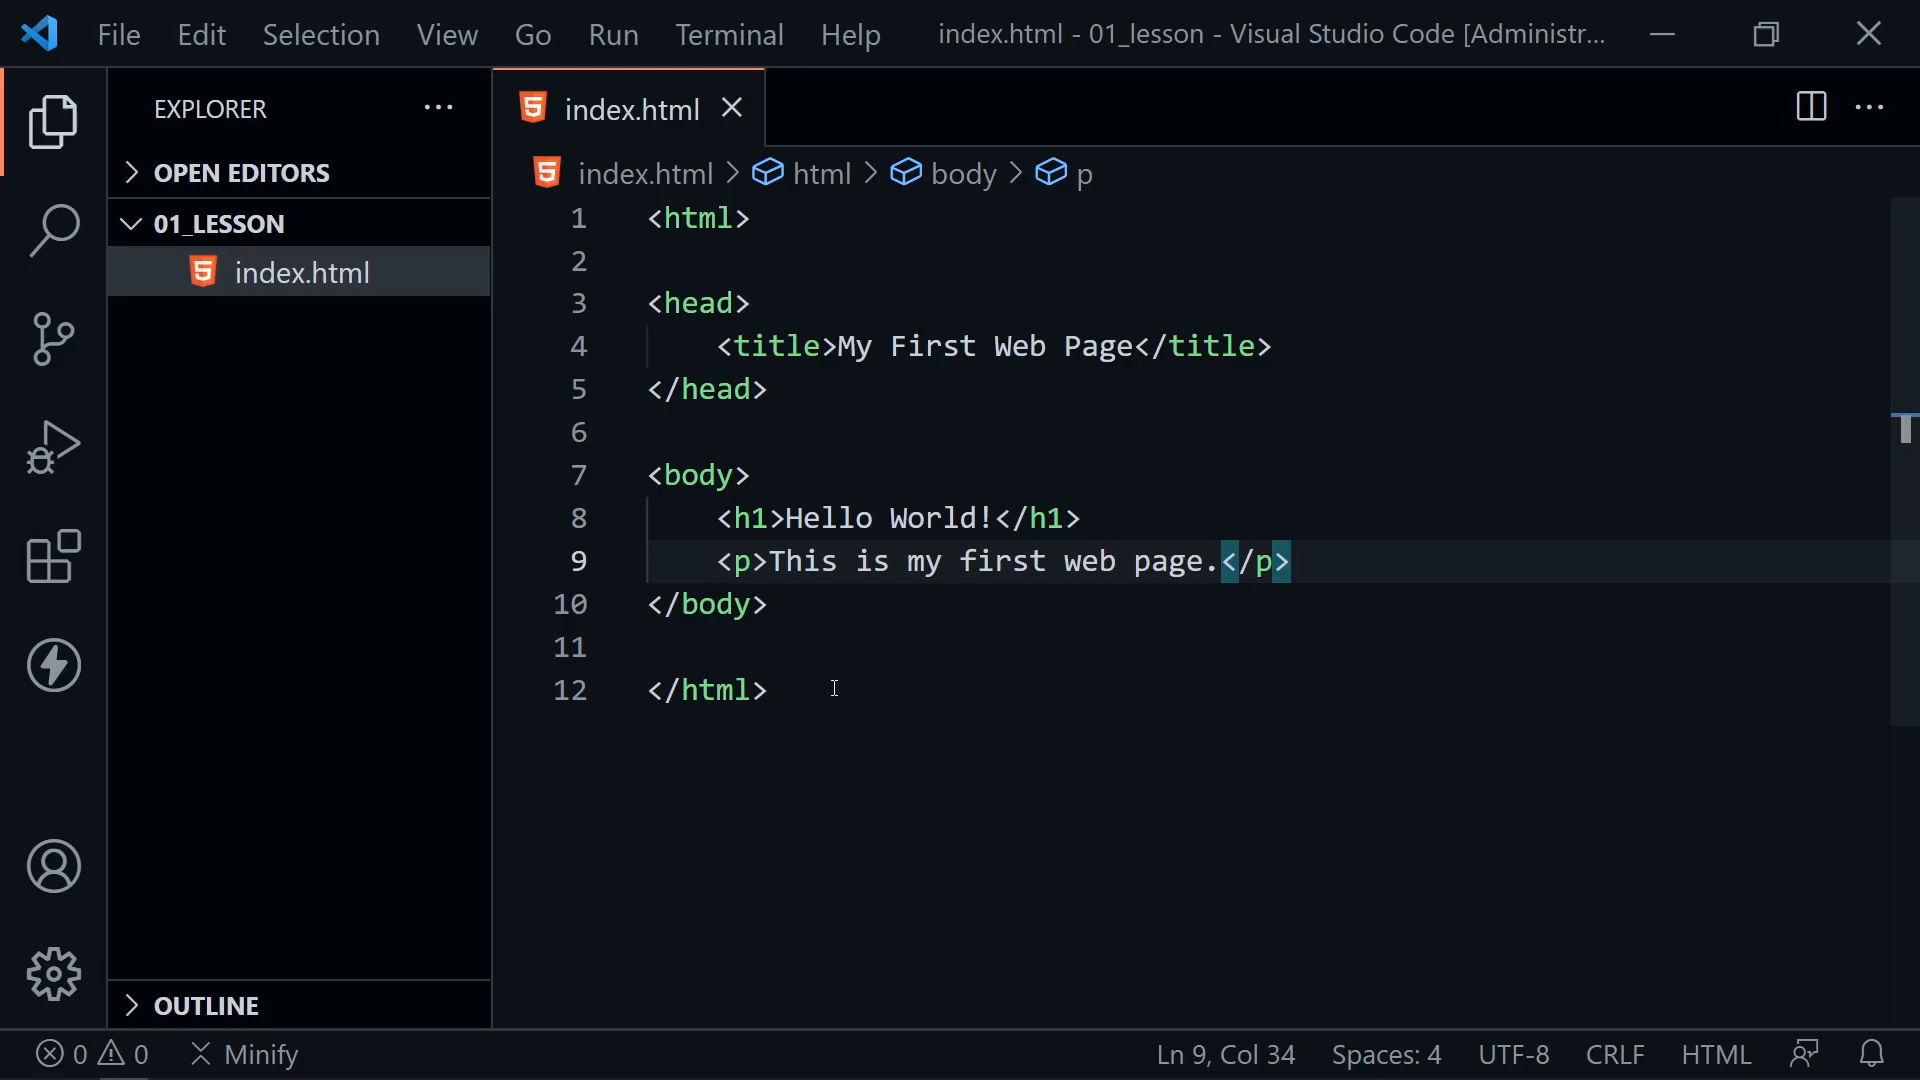 File Edit Selection View Go Run Terminal Help index.html - 01_lesson - Visual Studio Code [Administr...
EXPLORER
OPEN EDITORS
01_LESSON
index.html
OUTLINE
index.html
index.html > html > body > p
1 <html>
2
3 <head>
4 <title>My First Web Page</title>
5 </head>
6
7 <body>
8 <h1>Hello World!</h1>
9 <p>This is my first web page.</p>
10 </body>
11
12 </html>
0 0 Minify Ln 9, Col 34 Spaces: 4 UTF-8 CRLF HTML